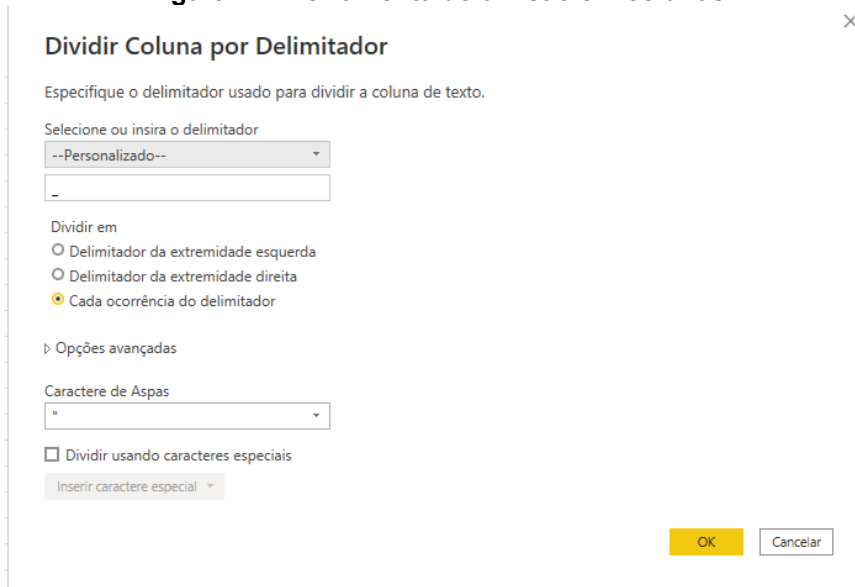 Dividir Coluna por Delimitador
Especifique o delimitador usado para dividir a coluna de texto.
Selecione ou insira o delimitador
--Personalizado--
_
Dividir em
Delimitador da extremidade esquerda
Delimitador da extremidade direita
Cada ocorrência do delimitador
Opções avançadas
Caractere de Aspas
"
Dividir usando caracteres especiais
Inserir caractere especial
OK Cancelar